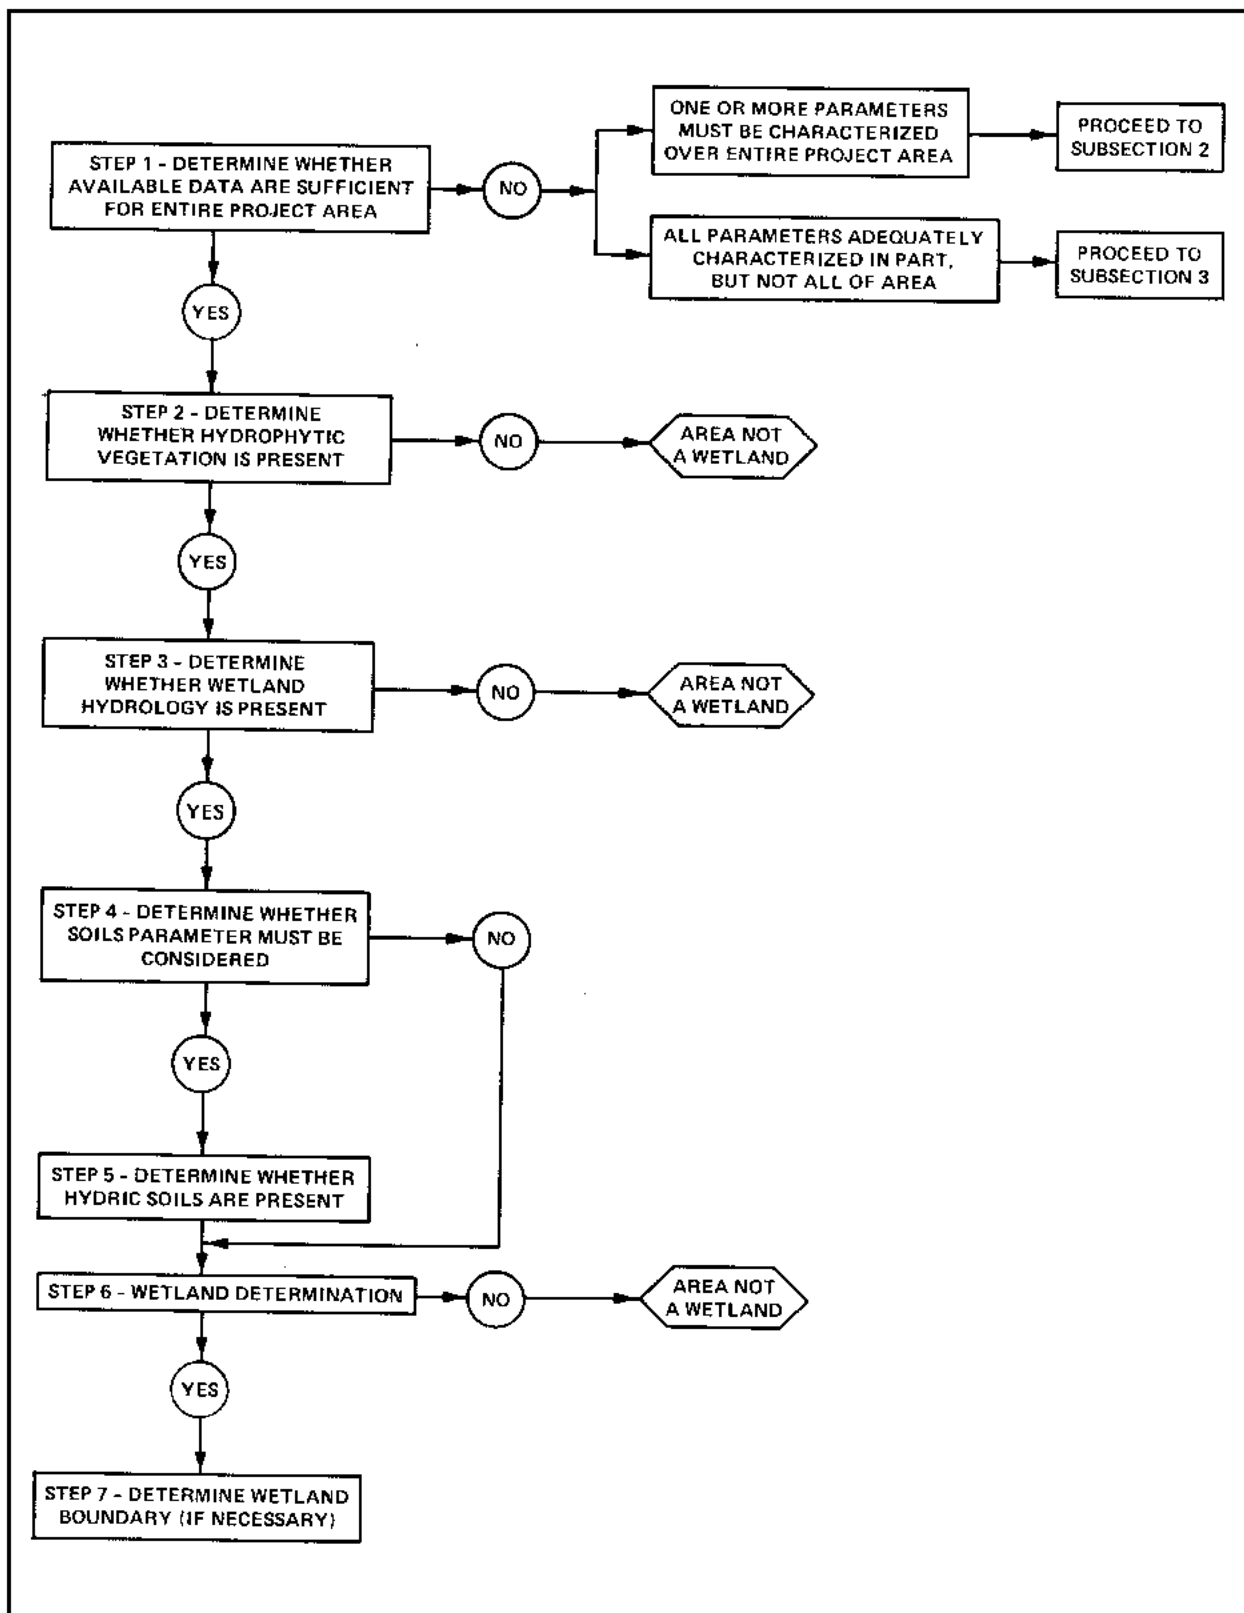 STEP 1 - DETERMINE WHETHER
AVAILABLE DATA ARE SUFFICIENT
FOR ENTIRE PROJECT AREA
NO
ONE OR MORE PARAMETERS
MUST BE CHARACTERIZED
OVER ENTIRE PROJECT AREA
PROCEED TO
SUBSECTION 2
ALL PARAMETERS ADEQUATELY
CHARACTERIZED IN PART,
BUT NOT ALL OF AREA
PROCEED TO
SUBSECTION 3
YES
STEP 2 - DETERMINE
WHETHER HYDROPHYTIC
VEGETATION IS PRESENT
NO
AREA NOT
A WETLAND
YES
STEP 3 - DETERMINE
WHETHER WETLAND
HYDROLOGY IS PRESENT
NO
AREA NOT
A WETLAND
YES
STEP 4 - DETERMINE WHETHER
SOILS PARAMETER MUST BE
CONSIDERED
NO
YES
STEP 5 - DETERMINE WHETHER
HYDRIC SOILS ARE PRESENT
STEP 6 - WETLAND DETERMINATION
NO
AREA NOT
A WETLAND
YES
STEP 7 - DETERMINE WETLAND
BOUNDARY (IF NECESSARY)